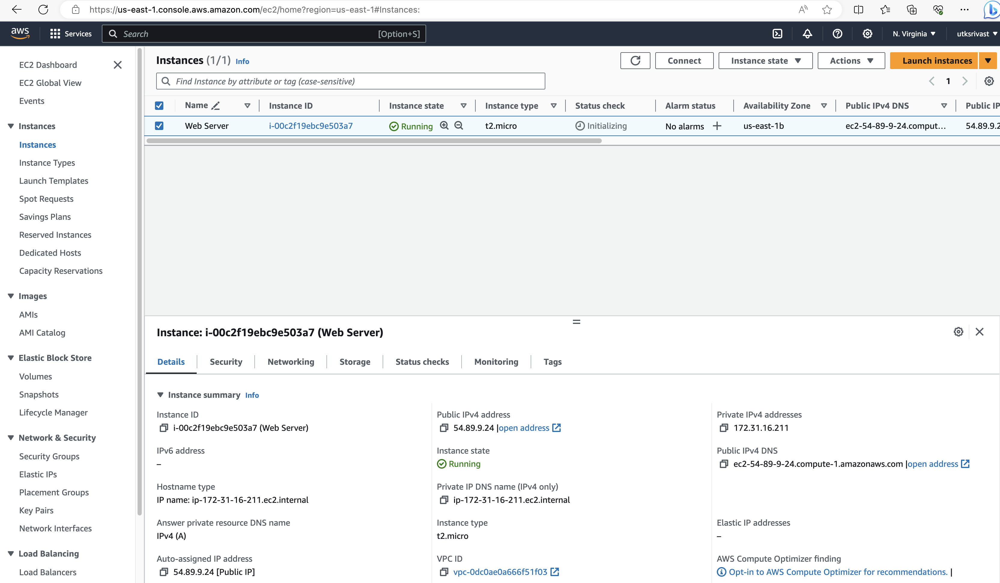 https://us-east-1.console.aws.amazon.com/ec2/home?region=us-east-1#Instances:
aws
Services
Search
[Option+S]
N. Virginia
utksrivast
EC2 Dashboard
EC2 Global View
Events
Instances
Instances
Instance Types
Launch Templates
Spot Requests
Savings Plans
Reserved Instances
Dedicated Hosts
Capacity Reservations
Images
AMIs
AMI Catalog
Elastic Block Store
Volumes
Snapshots
Lifecycle Manager
Network & Security
Security Groups
Elastic IPs
Placement Groups
Key Pairs
Network Interfaces
Load Balancing
Load Balancers
Instances (1/1) Info
Connect
Instance state
Actions
Launch instances
Find Instance by attribute or tag (case-sensitive)
1
Name Instance ID Instance state Instance type Status check Alarm status Availability Zone Public IPv4 DNS Public IP
Web Server i-00c2f19ebc9e503a7 Running t2.micro Initializing No alarms us-east-1b ec2-54-89-9-24.comput... 54.89.9.2
Instance: i-00c2f19ebc9e503a7 (Web Server)
Details Security Networking Storage Status checks Monitoring Tags
Instance summary Info
Instance ID
i-00c2f19ebc9e503a7 (Web Server)
Public IPv4 address
54.89.9.24 |open address
Private IPv4 addresses
172.31.16.211
IPv6 address
–
Instance state
Running
Public IPv4 DNS
ec2-54-89-9-24.compute-1.amazonaws.com |open address
Hostname type
IP name: ip-172-31-16-211.ec2.internal
Private IP DNS name (IPv4 only)
ip-172-31-16-211.ec2.internal
Answer private resource DNS name
IPv4 (A)
Instance type
t2.micro
Elastic IP addresses
–
Auto-assigned IP address
54.89.9.24 [Public IP]
VPC ID
vpc-0dc0ae0a666f51f03
AWS Compute Optimizer finding
Opt-in to AWS Compute Optimizer for recommendations. |